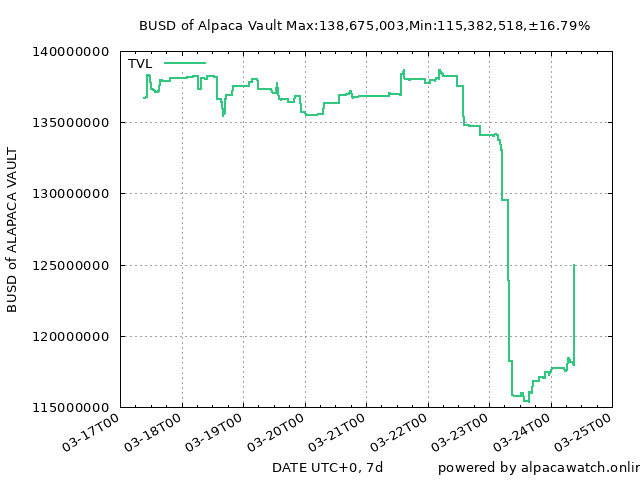 BUSD of Alpaca Vault Max:138,675,003,Min:115,382,518,±16.79%
TVL
140000000
135000000
130000000
125000000
120000000
115000000
BUSD of ALAPACA VAULT
03-17T00
03-18T00
03-19T00
03-20T00
03-21T00
03-22T00
03-23T00
03-24T00
03-25T00
DATE UTC+0, 7d
powered by alpacawatch.onlin